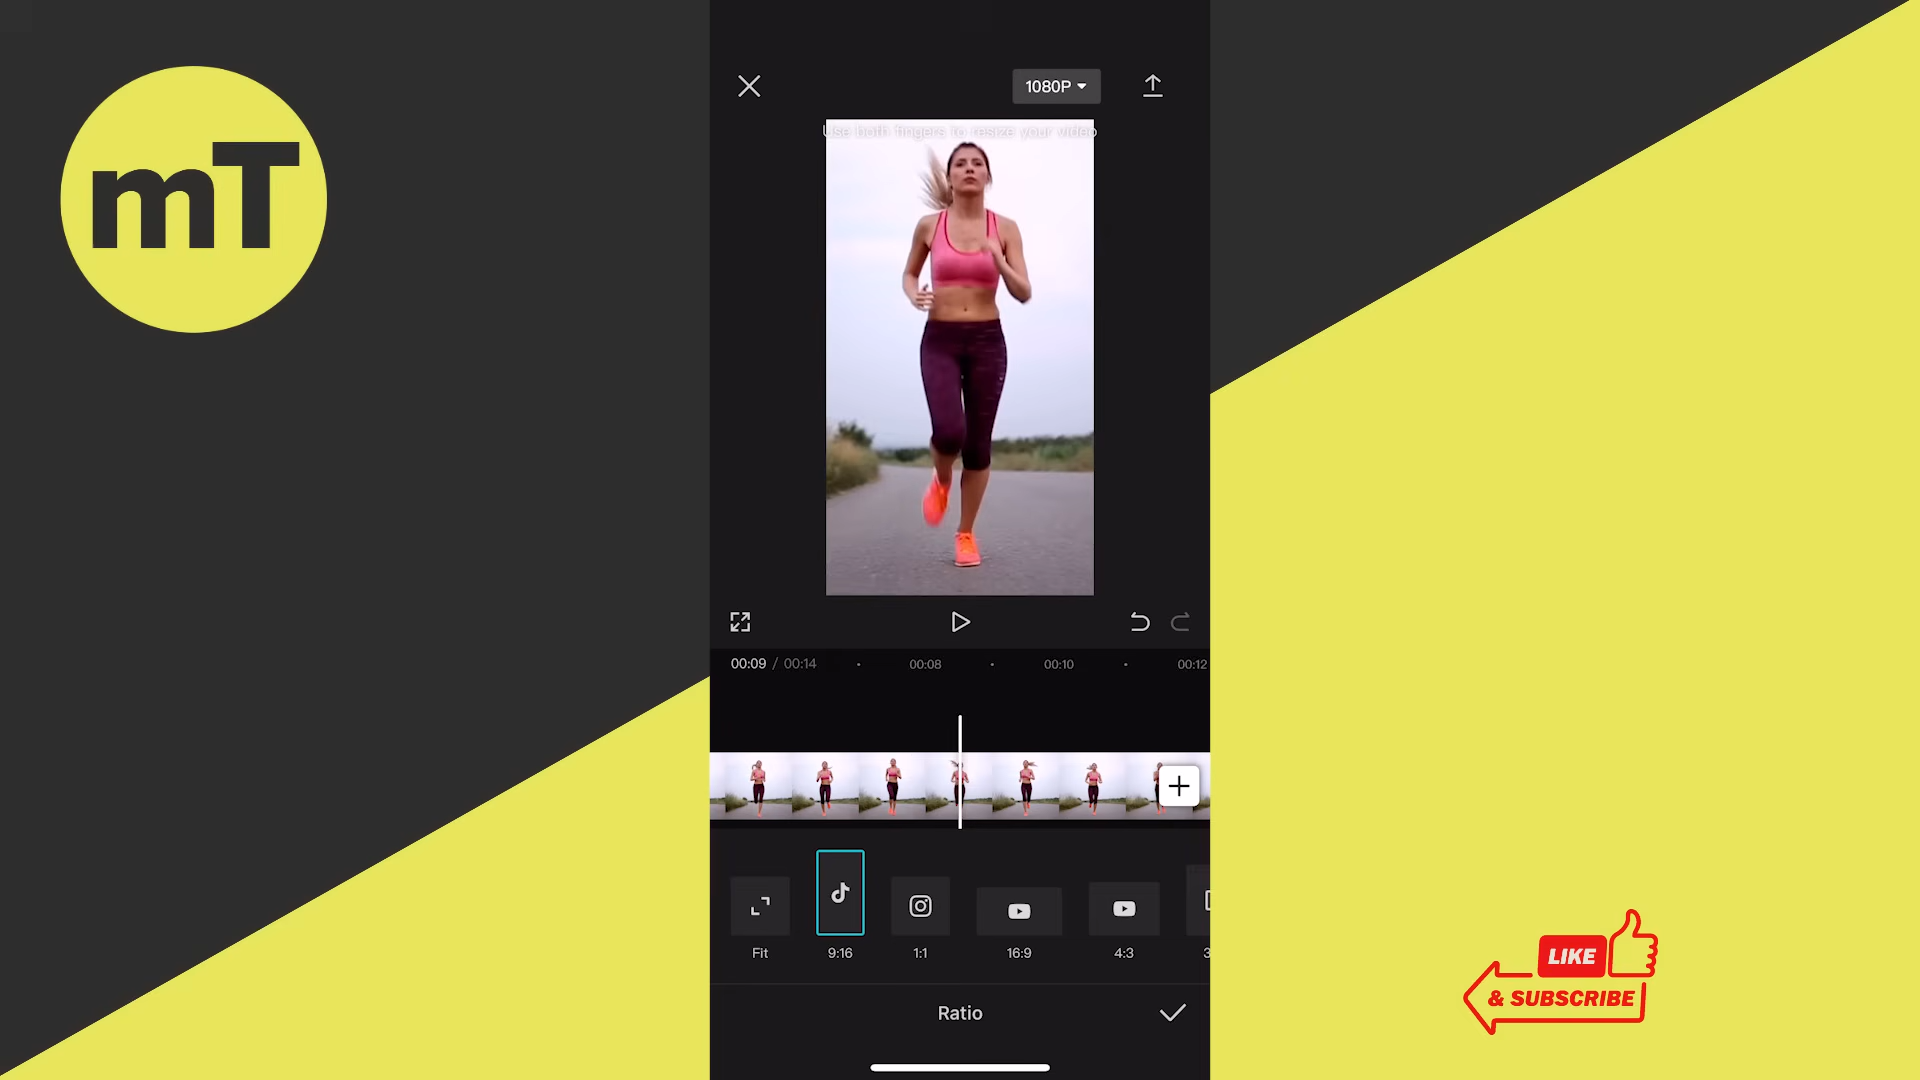 mT
1080P
Use both fingers to resize your video
00:09 / 00:14
00:08
00:10
00:12
Fit
9:16
1:1
16:9
4:3
Ratio
LIKE
& SUBSCRIBE